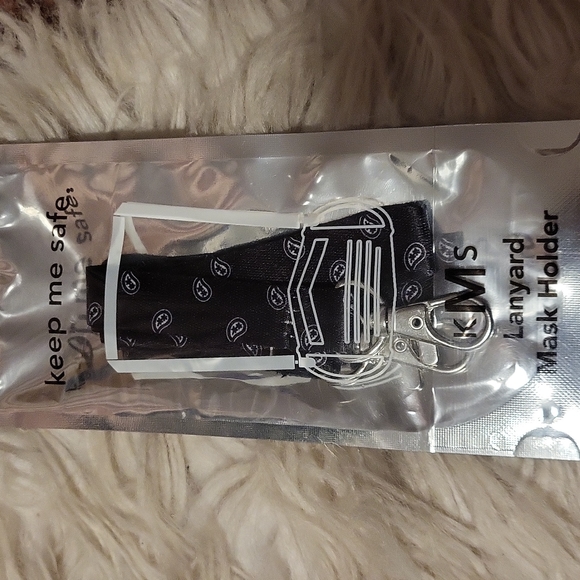 keep me safe.
KMs
Lanyard
Mask Holder